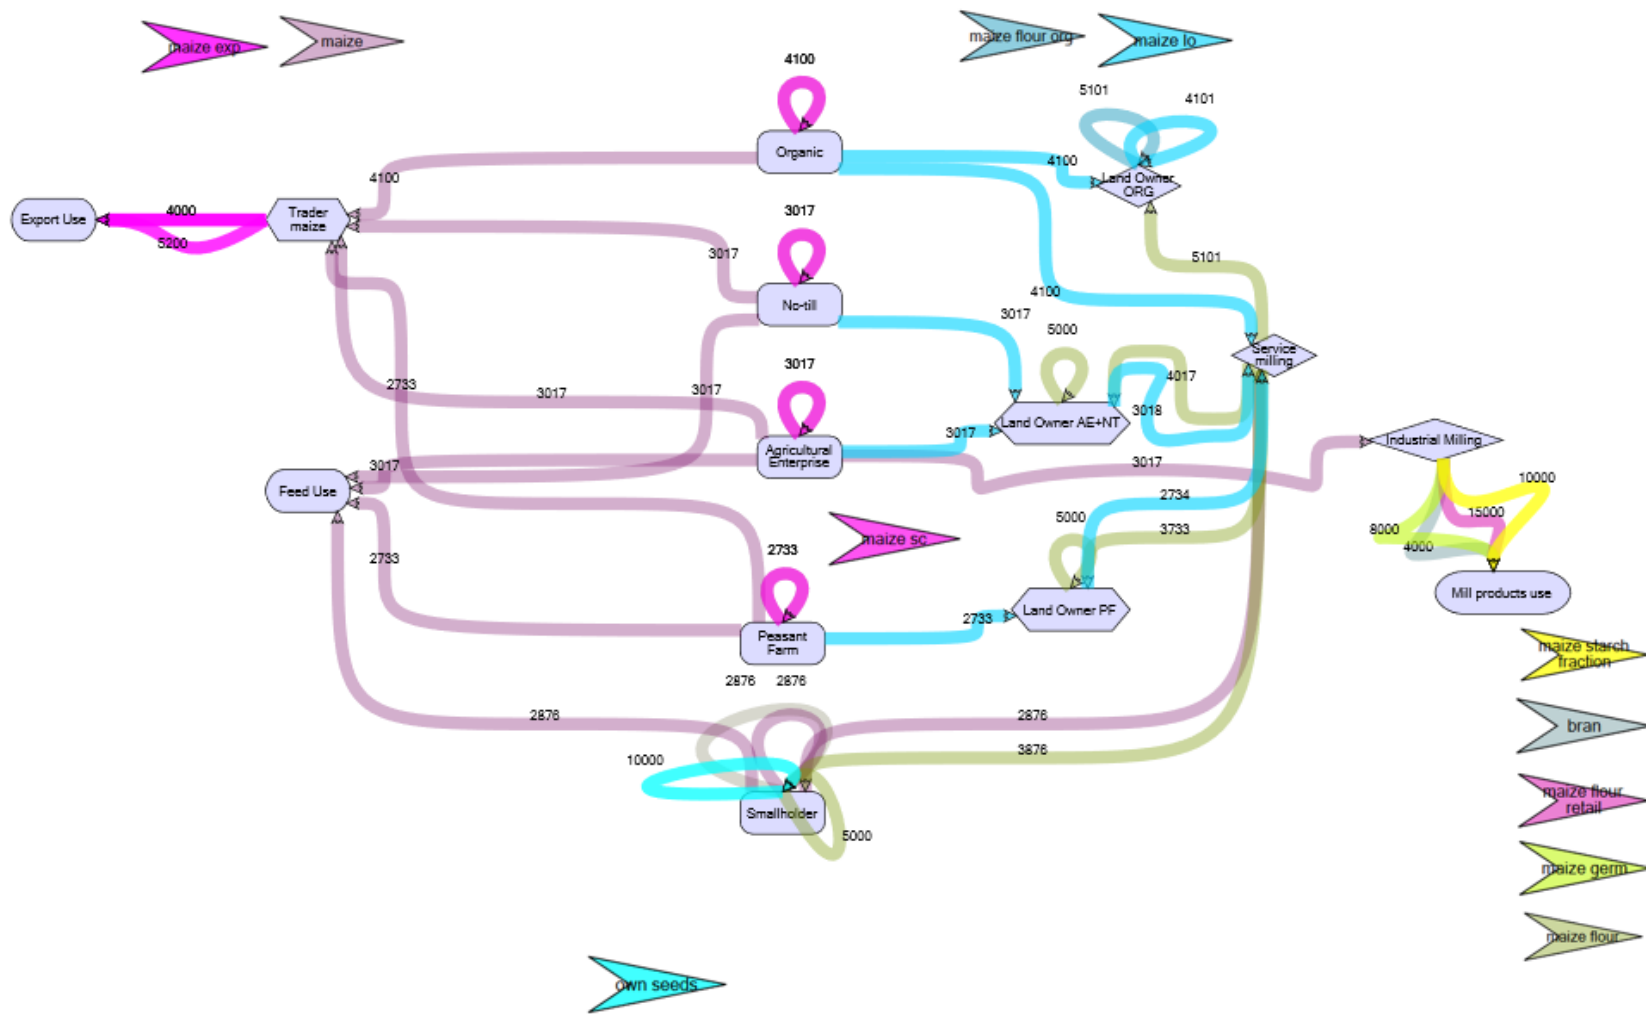 maize exp
maize
maize flour org
maize lo
4100
5101
4101
Organic
4100
4100
Land Owner
ORG
Export Use
4000
5200
Trader
maize
3017
3017
5101
4100
No-till
3017
5000
Service
milling
2733
3017
3017
3017
4017
3018
Land Owner AE+NT
3017
Agricultural
Enterprise
3017
3017
Industrial Milling
Feed Use
10000
15000
8000
4000
2734
5000
3733
maize sc
2733
2733
Mill products use
Land Owner PF
2733
Peasant
Farm
maize starch
fraction
2876
2876
2876
2876
bran
3876
10000
maize flour
retail
Smallholder
5000
maize germ
maize flour
own seeds